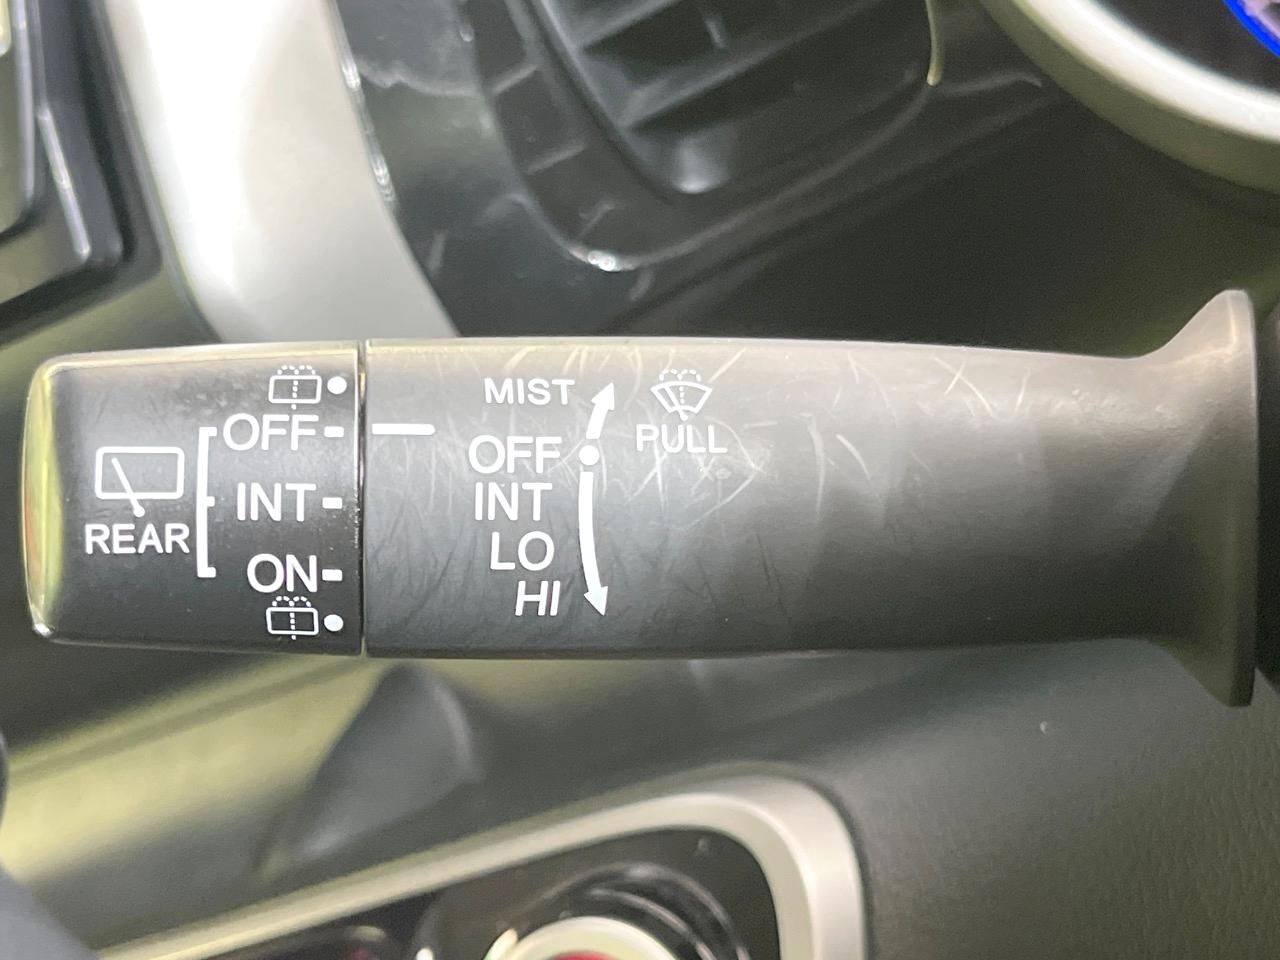 OFF
INT
ON
REAR
MIST
OFF
INT
LO
HI
PULL